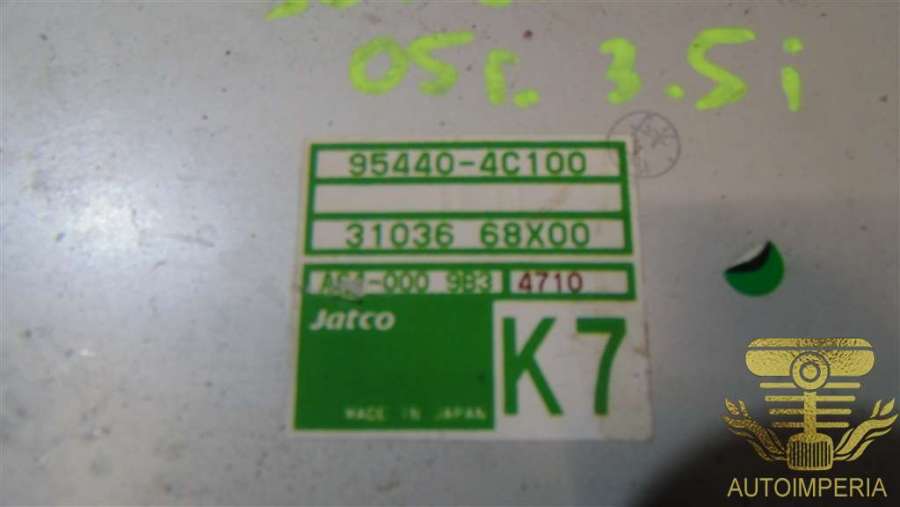 05г. 3.5i
95440-4C100
31036 68X00
000 9B3 4710
Jatco
K7
MADE IN JAPAN
AUTOIMPERIA